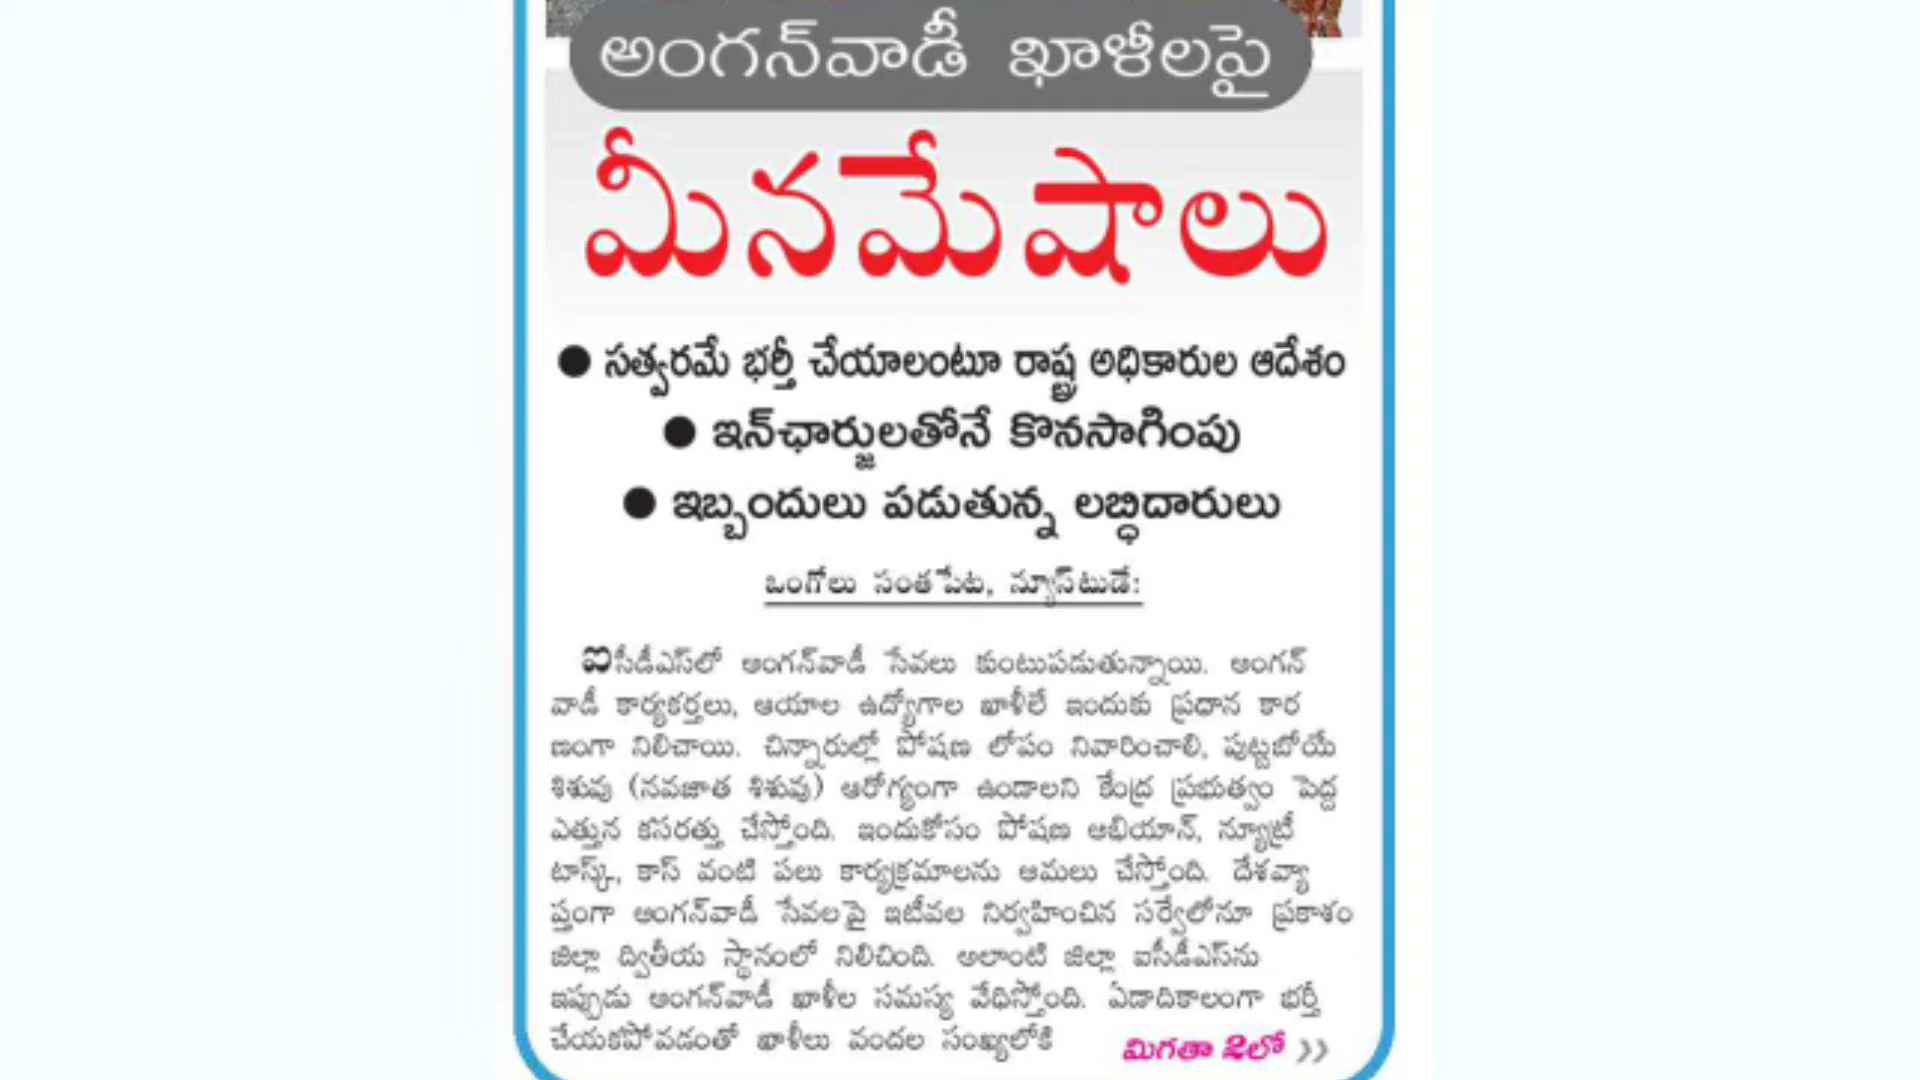 అంగన్‌వాడీ ఖాళీలపై
మీనమేషాలు
● సత్వరమే భర్తీ చేయాలంటూ రాష్ట్ర అధికారుల ఆదేశం
● ఇన్‌ఛార్జులతోనే కొనసాగింపు
● ఇబ్బందులు పడుతున్న లబ్ధిదారులు
ఒంగోలు సంతపేట, న్యూస్‌టుడే:
ఐసీడీఎస్‌లో అంగన్‌వాడీ సేవలు కుంటుపడుతున్నాయి. అంగన్
వాడీ కార్యకర్తలు, ఆయాల ఉద్యోగాల ఖాళీలే ఇందుకు ప్రధాన కార
ణంగా నిలిచాయి. చిన్నారుల్లో పోషణ లోపం నివారించాలి, పుట్టబోయే
శిశువు (నవజాత శిశువు) ఆరోగ్యంగా ఉండాలని కేంద్ర ప్రభుత్వం పెద్ద
ఎత్తున కసరత్తు చేస్తోంది. ఇందుకోసం పోషణ అభియాన్, న్యూట్రీ
టాస్క్, కాస్ వంటి పలు కార్యక్రమాలను అమలు చేస్తోంది. దేశవ్యా
ప్తంగా అంగన్‌వాడీ సేవలపై ఇటీవల నిర్వహించిన సర్వేలోనూ ప్రకాశం
జిల్లా ద్వితీయ స్థానంలో నిలిచింది. అలాంటి జిల్లా ఐసీడీఎస్‌ను
ఇప్పుడు అంగన్‌వాడీ ఖాళీల సమస్య వేధిస్తోంది. ఏడాదికాలంగా భర్తీ
చేయకపోవడంతో ఖాళీలు వందల సంఖ్యలోకి మిగతా 2లో >>